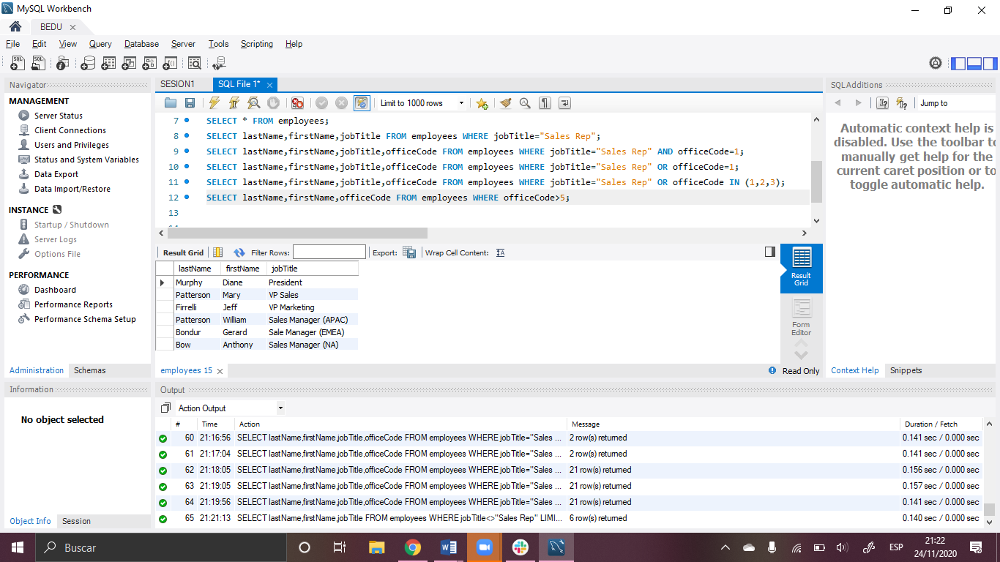 MySQL Workbench
BEDU
File Edit View Query Database Server Tools Scripting Help
Navigator
MANAGEMENT
Server Status
Client Connections
Users and Privileges
Status and System Variables
Data Export
Data Import/Restore
INSTANCE
Startup / Shutdown
Server Logs
Options File
PERFORMANCE
Dashboard
Performance Reports
Performance Schema Setup
Administration Schemas
Information
No object selected
Object Info Session
SESION1 SQL File 1*
Limit to 1000 rows
7 SELECT * FROM employees;
8 SELECT lastName,firstName,jobTitle FROM employees WHERE jobTitle="Sales Rep";
9 SELECT lastName,firstName,jobTitle,officeCode FROM employees WHERE jobTitle="Sales Rep" AND officeCode=1;
10 SELECT lastName,firstName,jobTitle,officeCode FROM employees WHERE jobTitle="Sales Rep" OR officeCode=1;
11 SELECT lastName,firstName,jobTitle,officeCode FROM employees WHERE jobTitle="Sales Rep" OR officeCode IN (1,2,3);
12 SELECT lastName,firstName,officeCode FROM employees WHERE officeCode>5;
13
Result Grid Filter Rows: Export: Wrap Cell Content:
lastName firstName jobTitle
Murphy Diane President
Patterson Mary VP Sales
Firrelli Jeff VP Marketing
Patterson William Sales Manager (APAC)
Bondur Gerard Sale Manager (EMEA)
Bow Anthony Sales Manager (NA)
Result
Grid
Form
Editor
employees 15 Read Only
SQLAdditions
Jump to
Automatic context help is
disabled. Use the toolbar to
manually get help for the
current caret position or to
toggle automatic help.
Context Help Snippets
Output
Action Output
# Time Action Message Duration / Fetch
60 21:16:56 SELECT lastName,firstName,jobTitle,officeCode FROM employees WHERE jobTitle="Sales ... 2 row(s) returned 0.141 sec / 0.000 sec
61 21:17:04 SELECT lastName,firstName,jobTitle,officeCode FROM employees WHERE jobTitle="Sales ... 2 row(s) returned 0.141 sec / 0.000 sec
62 21:18:05 SELECT lastName,firstName,jobTitle,officeCode FROM employees WHERE jobTitle="Sales ... 21 row(s) returned 0.156 sec / 0.000 sec
63 21:19:05 SELECT lastName,firstName,jobTitle,officeCode FROM employees WHERE jobTitle="Sales ... 21 row(s) returned 0.157 sec / 0.000 sec
64 21:19:56 SELECT lastName,firstName,jobTitle,officeCode FROM employees WHERE jobTitle="Sales ... 21 row(s) returned 0.141 sec / 0.000 sec
65 21:21:13 SELECT lastName,firstName,jobTitle FROM employees WHERE jobTitle<>"Sales Rep" LIMI... 6 row(s) returned 0.140 sec / 0.000 sec
Buscar
ESP
21:22
24/11/2020